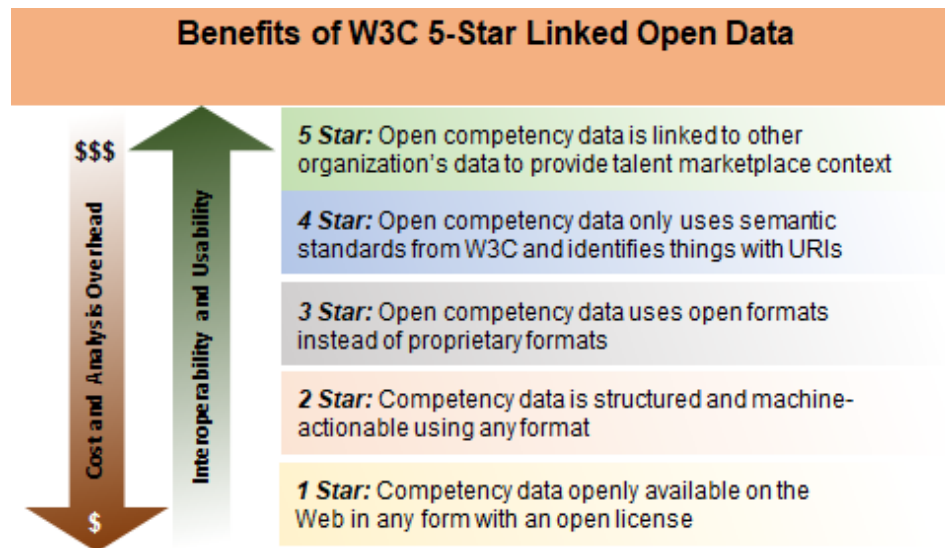 Benefits of W3C 5-Star Linked Open Data
$$$
Cost and Analysis Overhead
$
Interoperability and Usability
5 Star: Open competency data is linked to other
organization’s data to provide talent marketplace context
4 Star: Open competency data only uses semantic
standards from W3C and identifies things with URIs
3 Star: Open competency data uses open formats
instead of proprietary formats
2 Star: Competency data is structured and machine-
actionable using any format
1 Star: Competency data openly available on the
Web in any form with an open license